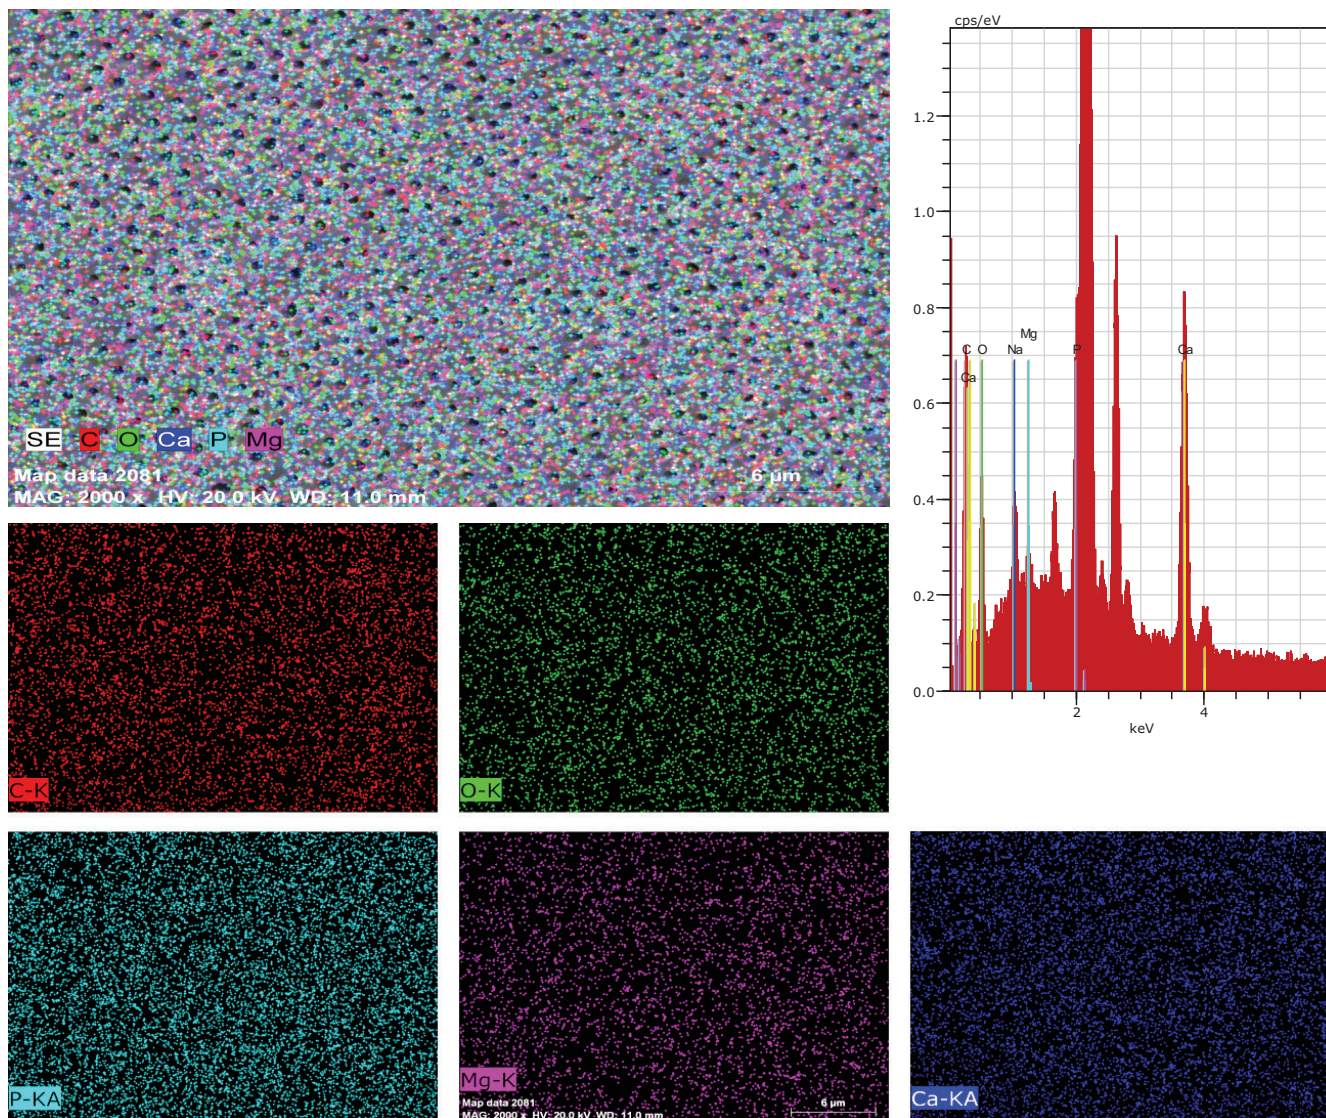 SE C O Ca P Mg
Map data 2081
MAG: 2000 x HV: 20.0 kV WD: 11.0 mm
6 µm
cps/eV
1.2
1.0
0.8
0.6
0.4
0.2
0.0
Mg
C O Na P Ca
Ca
2 4
keV
C-K
O-K
P-KA
Mg-K
Map data 2081
MAG: 2000 x HV: 20.0 kV WD: 11.0 mm
6 µm
Ca-KA